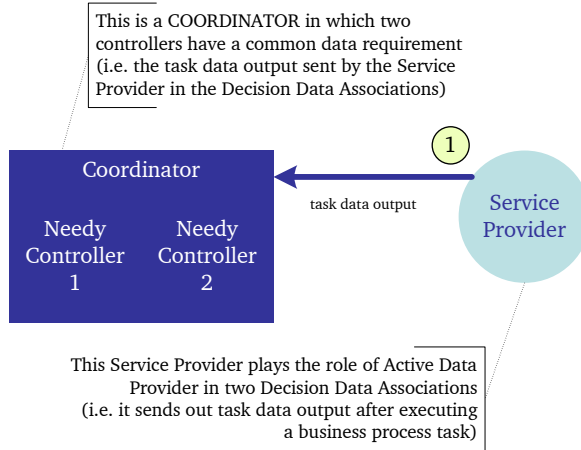 This is a COORDINATOR in which two
controllers have a common data requirement
(i.e. the task data output sent by the Service
Provider in the Decision Data Associations)
1
Coordinator
task data output
Service
Provider
Needy
Controller
1
Needy
Controller
2
This Service Provider plays the role of Active Data
Provider in two Decision Data Associations
(i.e. it sends out task data output after executing
a business process task)